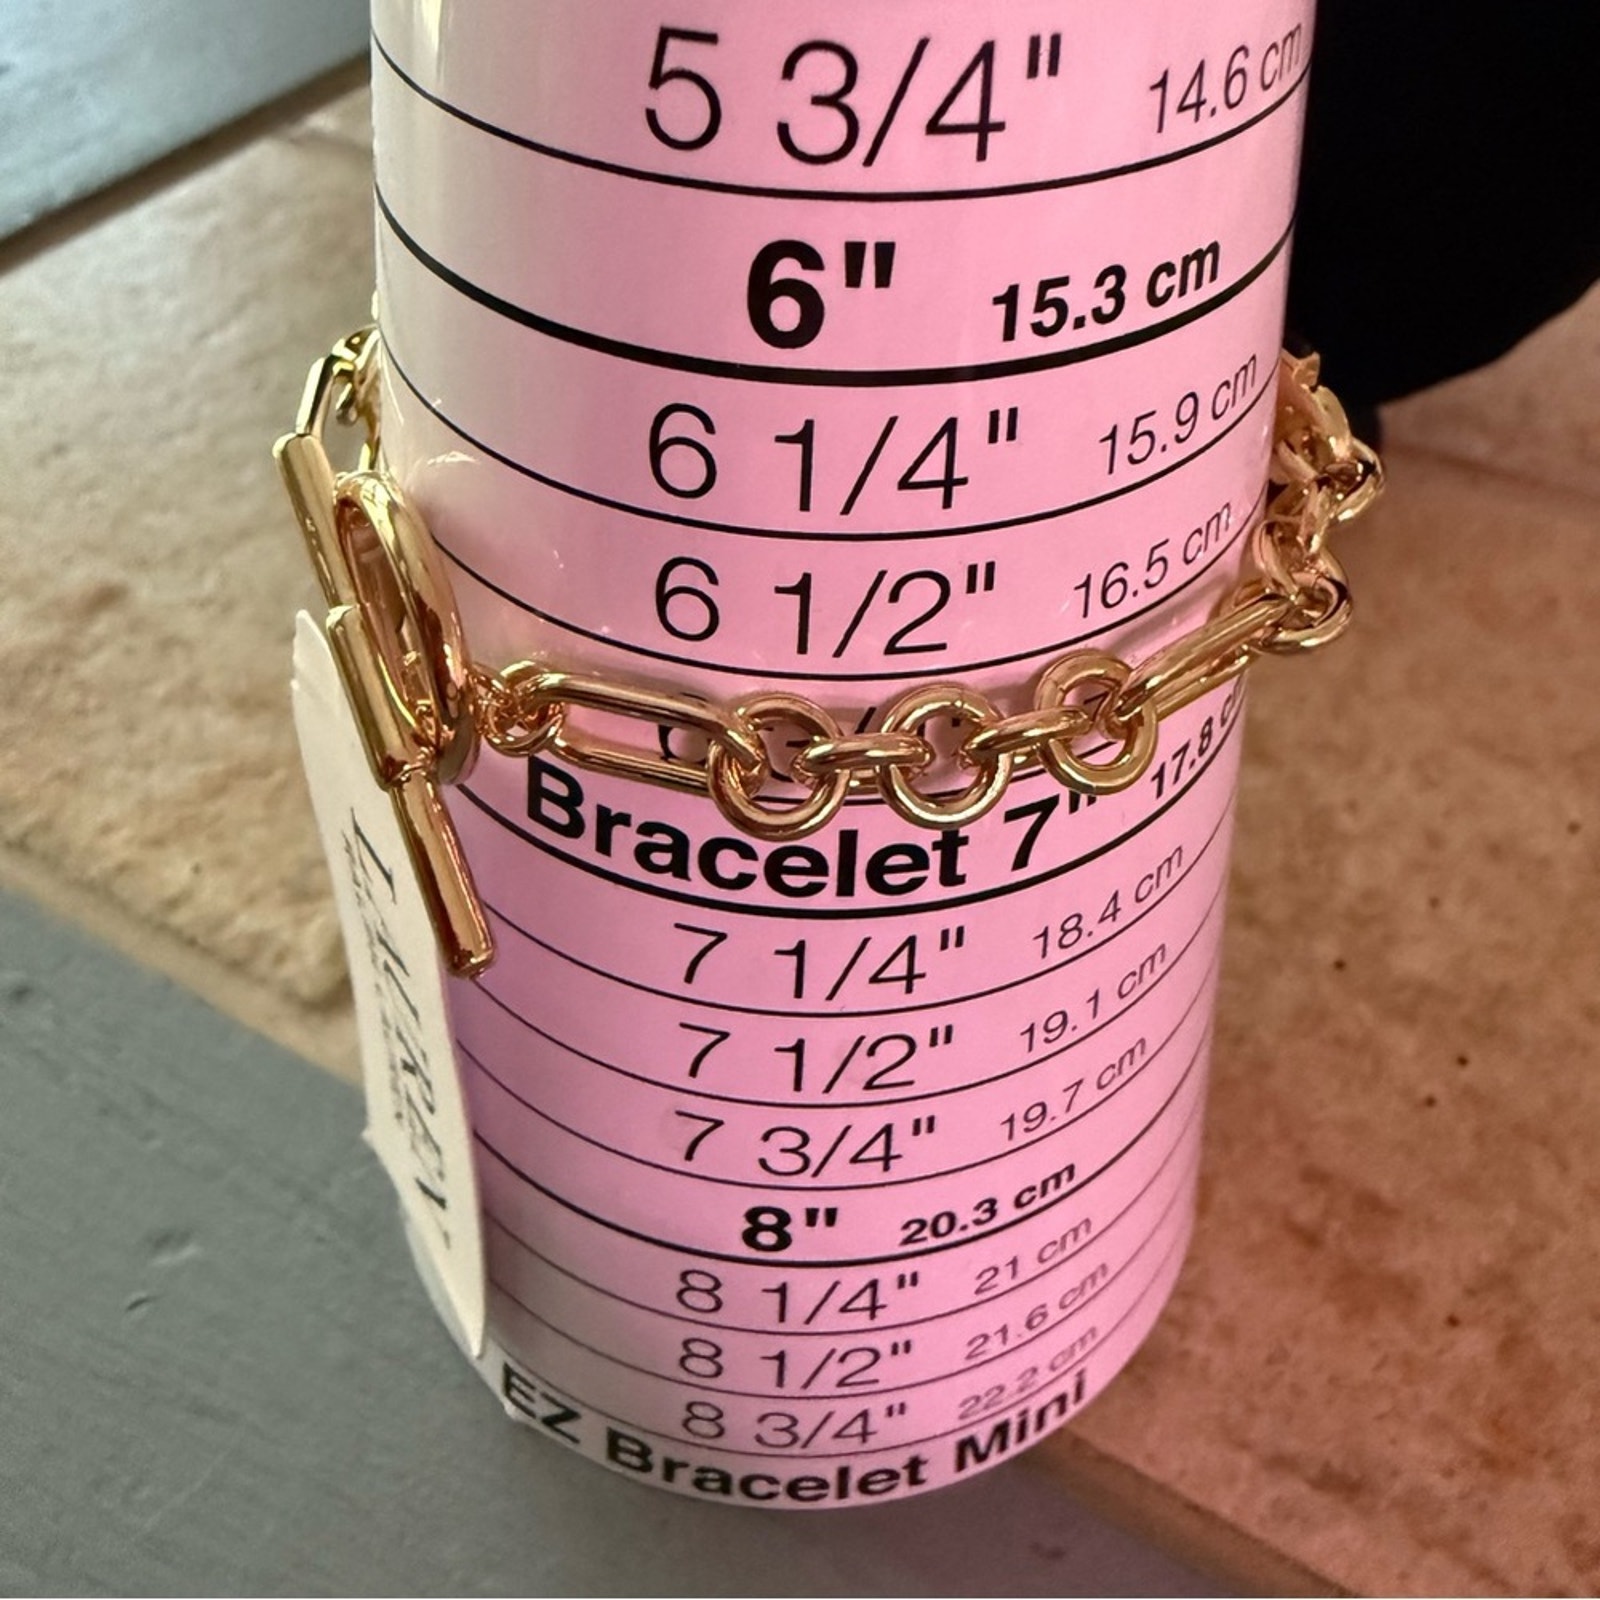 5 3/4" 14.6 cm
6" 15.3 cm
6 1/4" 15.9 cm
6 1/2" 16.5 cm
Bracelet 7" 17.8
7 1/4" 18.4 cm
7 1/2" 19.1 cm
7 3/4" 19.7 cm
8" 20.3 cm
8 1/4" 21 cm
8 1/2" 21.6 cm
8 3/4" 22.2 cm
EZ Bracelet Mini